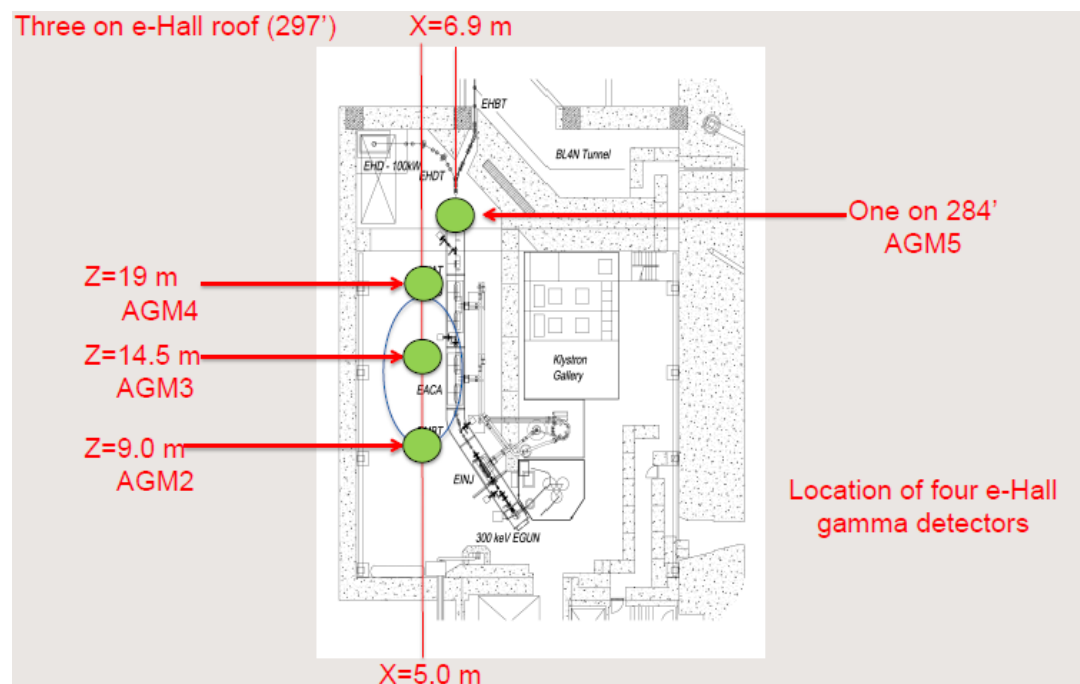 Three on e-Hall roof (297’)
X=6.9 m
EHBT
BL4N Tunnel
EHD - 100kW
EHDT
One on 284’
AGM5
Z=19 m
AGM4
Z=14.5 m
AGM3
Klystron
Gallery
EACA
Z=9.0 m
AGM2
EINJ
Location of four e-Hall
gamma detectors
300 keV EGUN
X=5.0 m